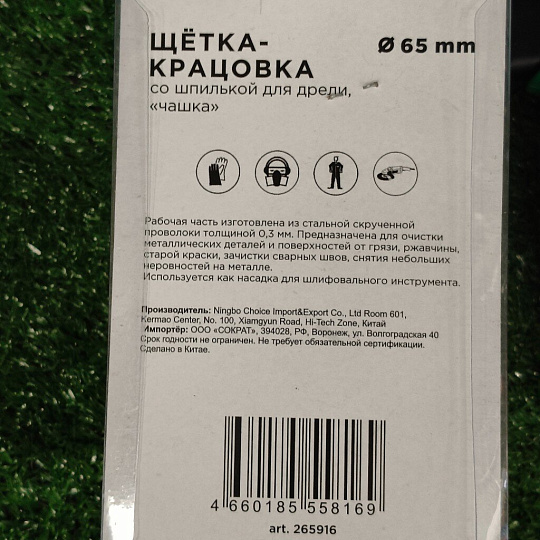 ЩЁТКА-
КРАЦОВКА
Ø 65 mm
со шпилькой для дрели,
«чашка»
Рабочая часть изготовлена из стальной скрученной
проволоки толщиной 0,3 мм. Предназначена для очистки
металлических деталей и поверхностей от грязи, ржавчины,
старой краски, зачистки сварных швов, снятия небольших
неровностей на металле.
Используется как насадка для шлифовального инструмента.
Производитель: Ningbo Choice Import&Export Co., Ltd Room 601,
Kermao Center, No. 100, Xiamgyun Road, Hi-Tech Zone, Китай
Импортёр: ООО «СОКРАТ», 394028, РФ, Воронеж, ул. Волгоградская 40
Срок годности не ограничен. Не требует обязательной сертификации.
Сделано в Китае.
4 660185 558169
art. 265916